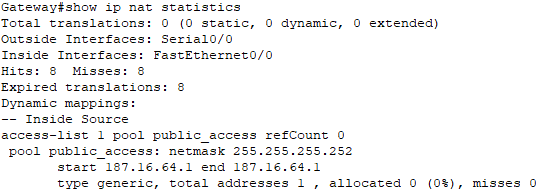 Gateway#show ip nat statistics
Total translations: 0 (0 static, 0 dynamic, 0 extended)
Outside Interfaces: Serial0/0
Inside Interfaces: FastEthernet0/0
Hits: 8  Misses: 8
Expired translations: 8
Dynamic mappings:
-- Inside Source
access-list 1 pool public_access refCount 0
 pool public_access: netmask 255.255.255.252
       start 187.16.64.1 end 187.16.64.1
       type generic, total addresses 1 , allocated 0 (0%), misses 0